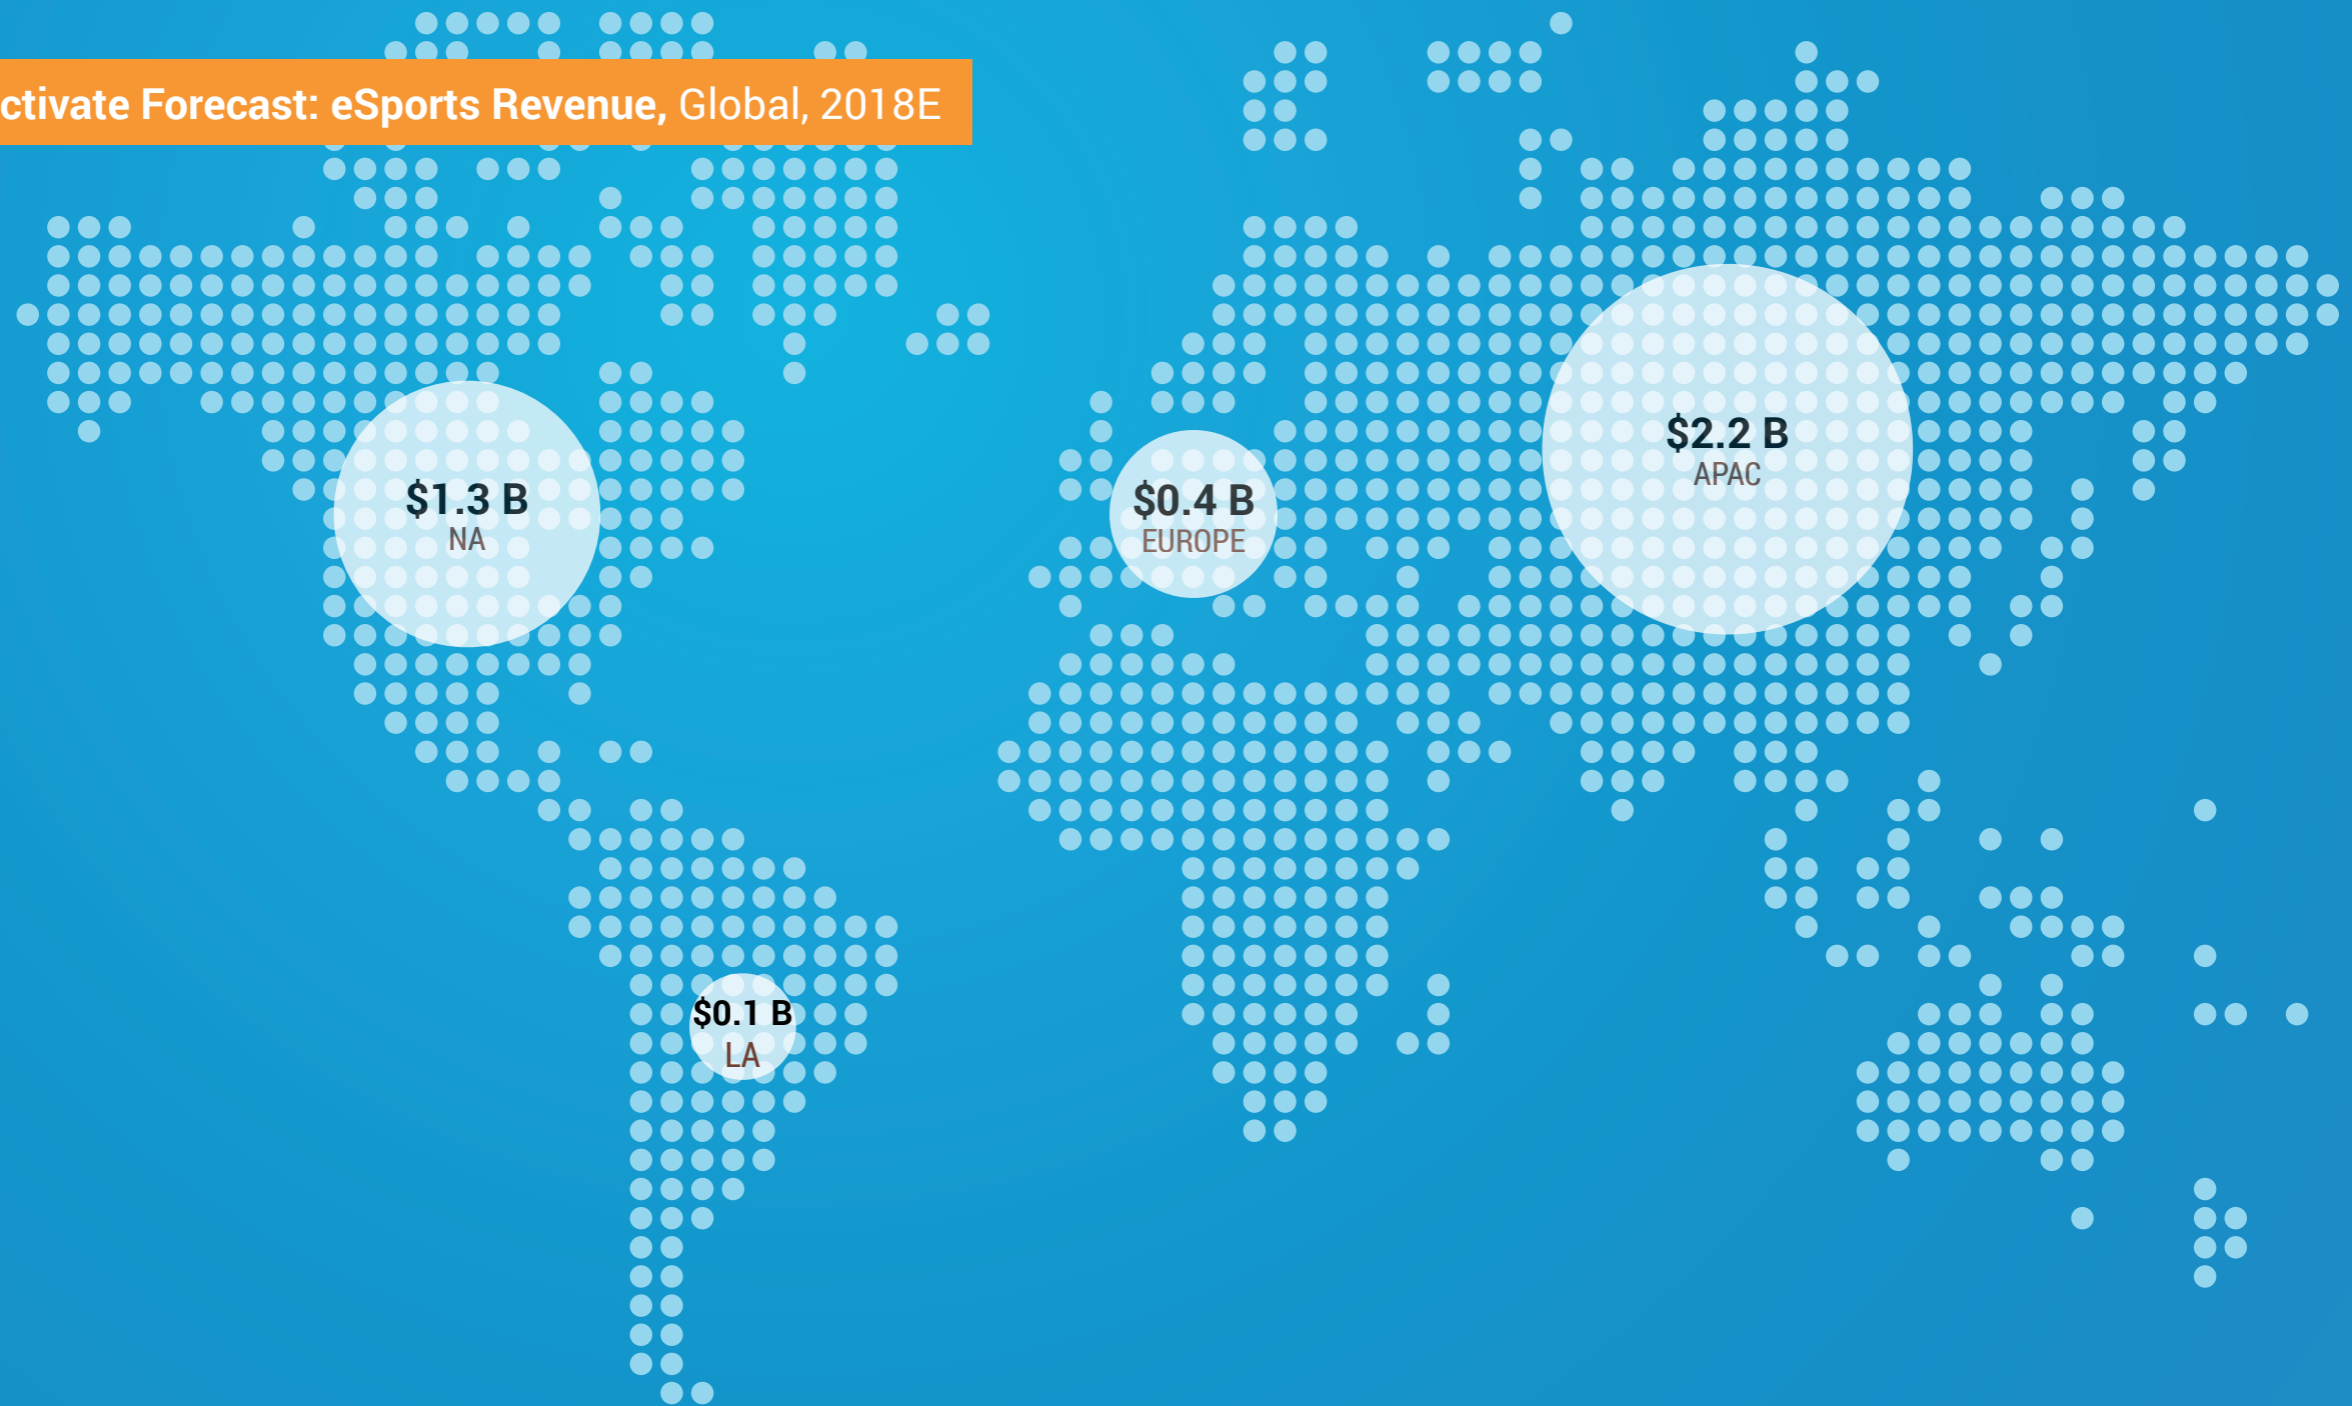 ctivate Forecast: eSports Revenue, Global, 2018E
$2.2 B
APAC
$1.3 B
NA
$0.4 B
EUROPE
$0.1 B
LA